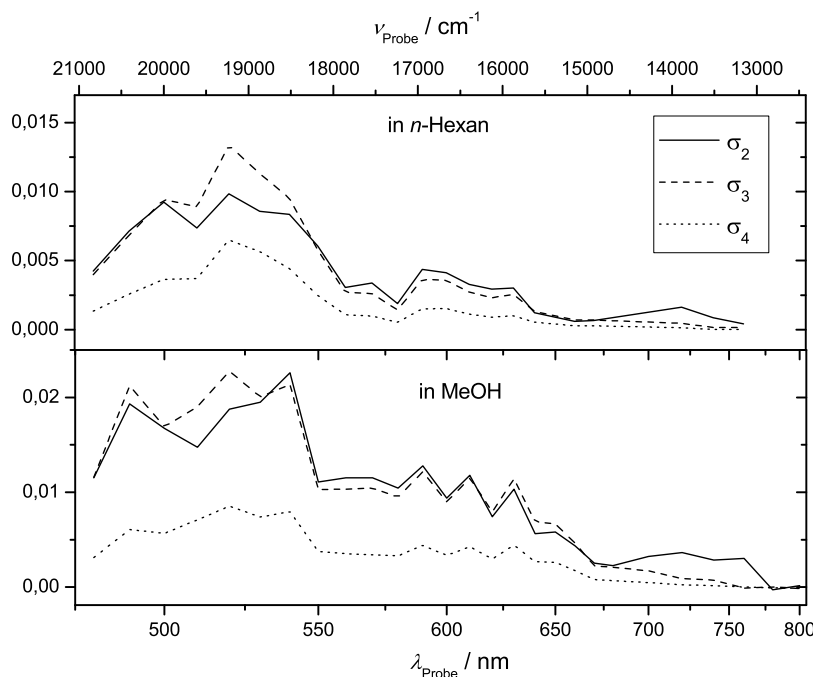 ν_Probe / cm⁻¹
21000 20000 19000 18000 17000 16000 15000 14000 13000
in n-Hexan
0,015
0,010
0,005
0,000
σ₂
σ₃
σ₄
in MeOH
0,02
0,01
0,00
500 550 600 650 700 750 800
λ_Probe / nm